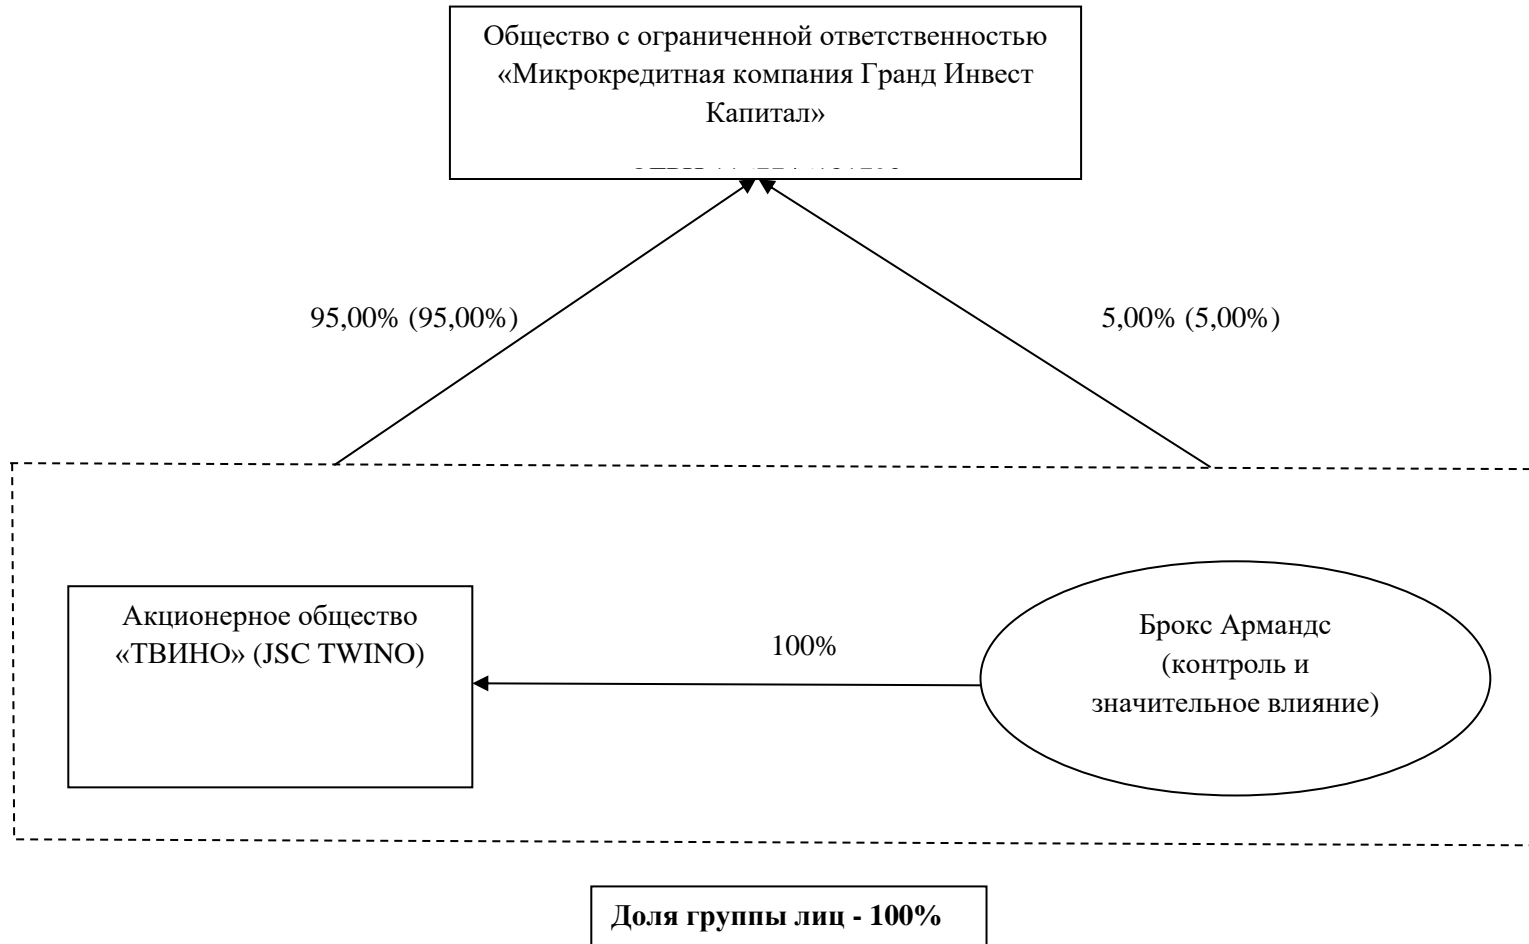 Общество с ограниченной ответственностью
«Микрокредитная компания Гранд Инвест
Капитал»
95,00% (95,00%)
5,00% (5,00%)
Акционерное общество
«ТВИНО» (JSC TWINO)
100%
Брокс Армандс
(контроль и
значительное влияние)
Доля группы лиц - 100%